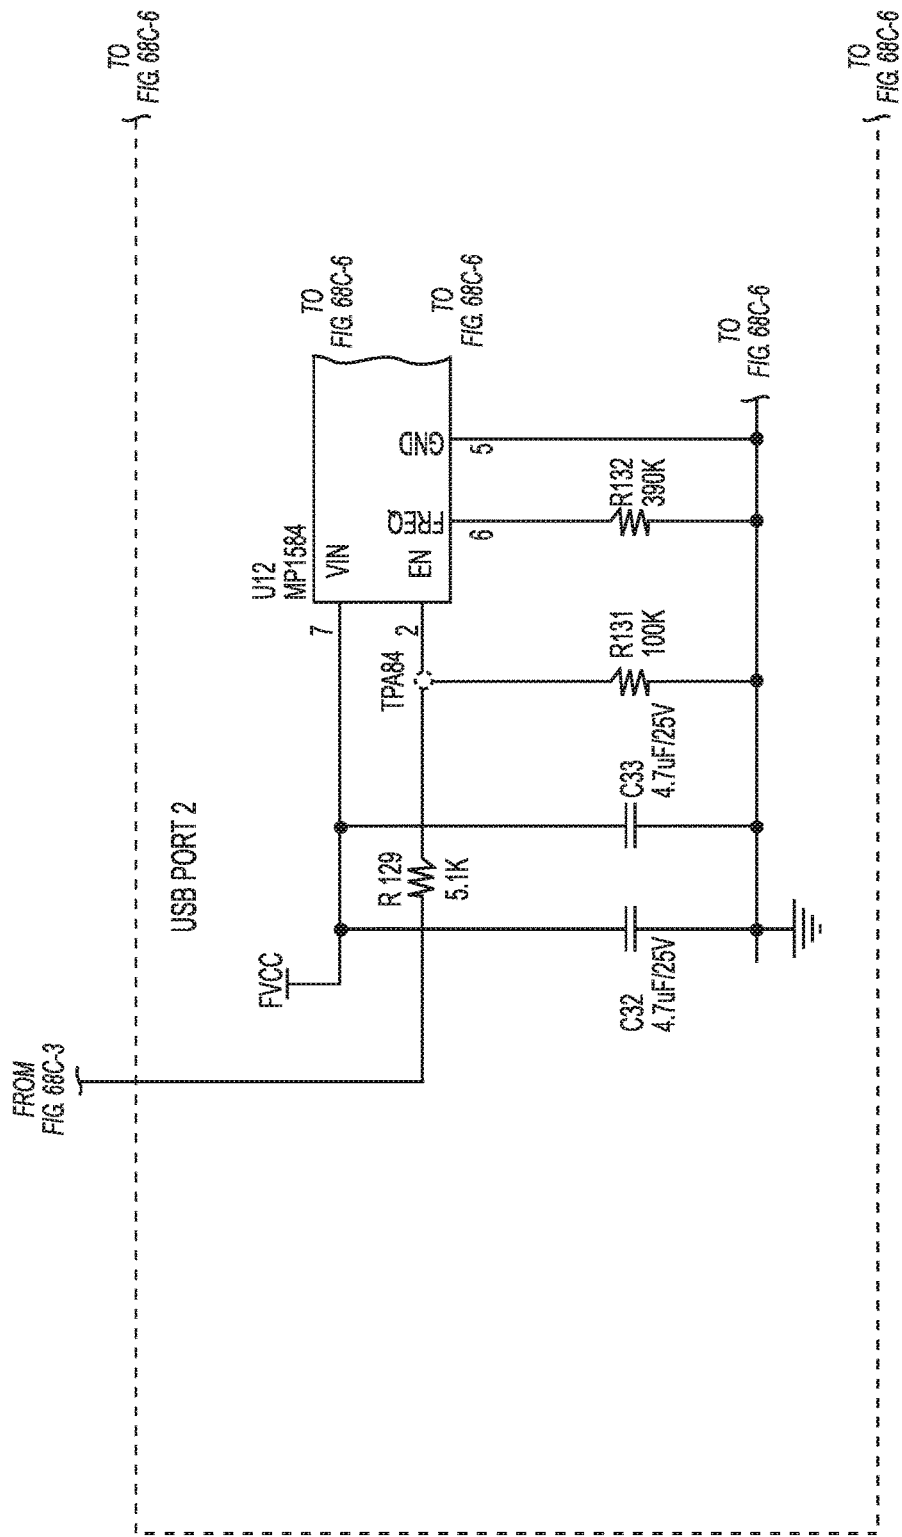 FROM
FIG. 68C-3
TO
FIG. 68C-6
USB PORT 2
FVCC
U12
MP1584
TO
FIG. 68C-6
7
VIN
R 129
5.1K
TPA84
2
EN
FREQ
GND
TO
FIG. 68C-6
6
5
C32
4.7uF/25V
C33
4.7uF/25V
R131
100K
R132
390K
TO
FIG. 68C-6
TO
FIG. 68C-6